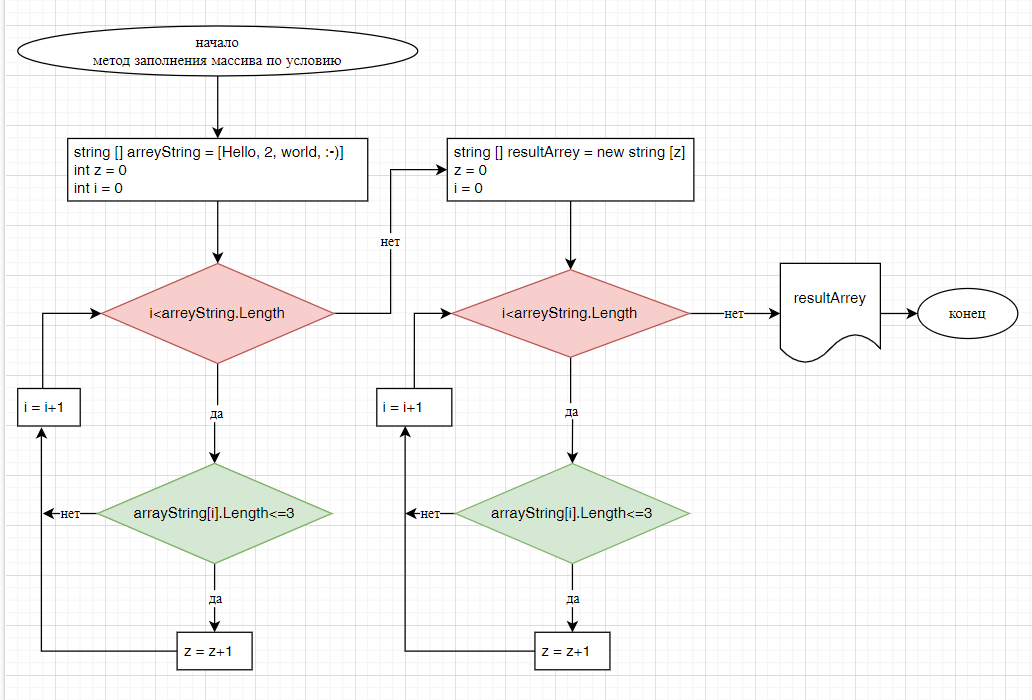 начало
метод заполнения массива по условию
string [] arreyString = [Hello, 2, world, :-)]
int z = 0
int i = 0
нет
i<arreyString.Length
i = i+1
да
arrayString[i].Length<=3
нет
да
z = z+1
string [] resultArrey = new string [z]
z = 0
i = 0
i<arreyString.Length
нет
i = i+1
да
arrayString[i].Length<=3
нет
да
z = z+1
resultArrey
конец